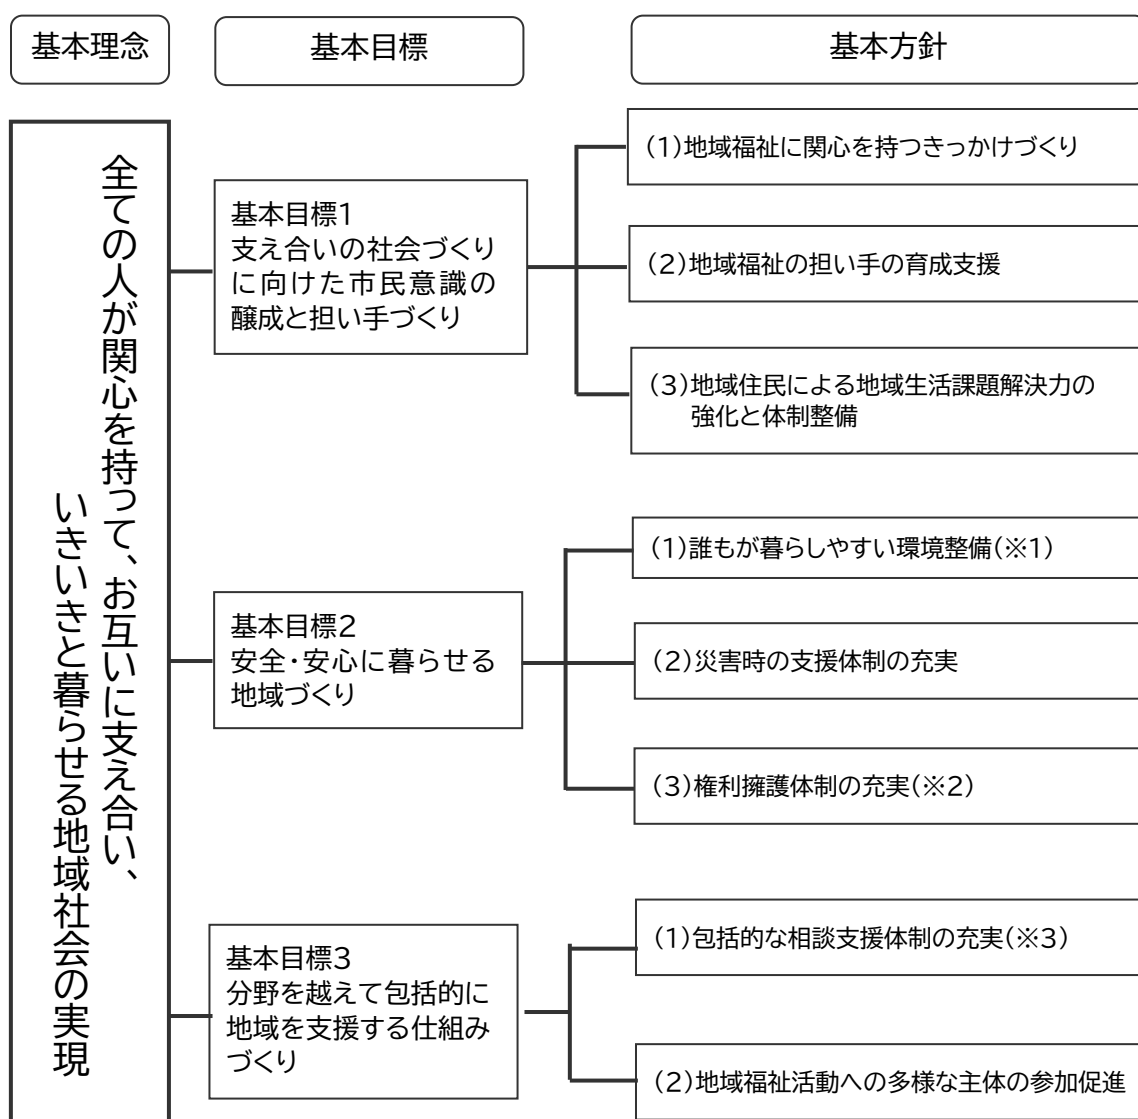 基本理念
基本目標
基本方針
全ての人が関心を持って、お互いに支え合い、
いきいきと暮らせる地域社会の実現
基本目標1
支え合いの社会づくり
に向けた市民意識の
醸成と担い手づくり
(1)地域福祉に関心を持つきっかけづくり
(2)地域福祉の担い手の育成支援
(3)地域住民による地域生活課題解決力の
強化と体制整備
基本目標2
安全・安心に暮らせる
地域づくり
(1)誰もが暮らしやすい環境整備(※1)
(2)災害時の支援体制の充実
(3)権利擁護体制の充実(※2)
基本目標3
分野を越えて包括的に
地域を支援する仕組み
づくり
(1)包括的な相談支援体制の充実(※3)
(2)地域福祉活動への多様な主体の参加促進